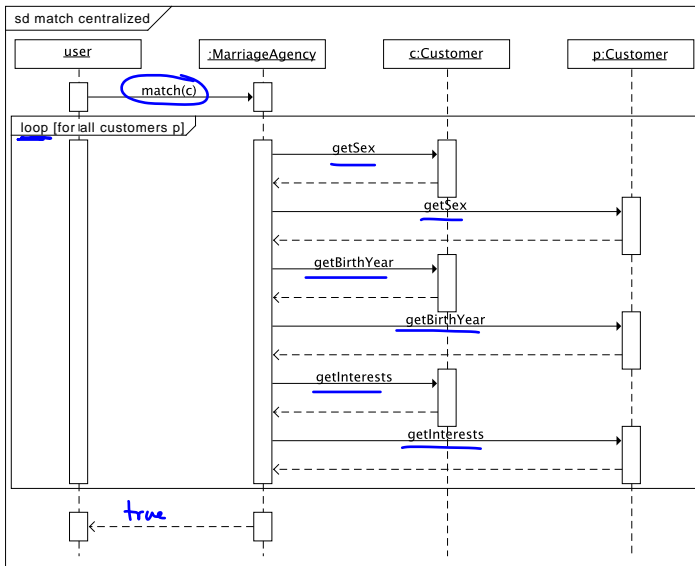 sd match centralized
user
:MarriageAgency
c:Customer
p:Customer
match(c)
loop [for all customers p]
getSex
getSex
getBirthYear
getBirthYear
getInterests
getInterests
true